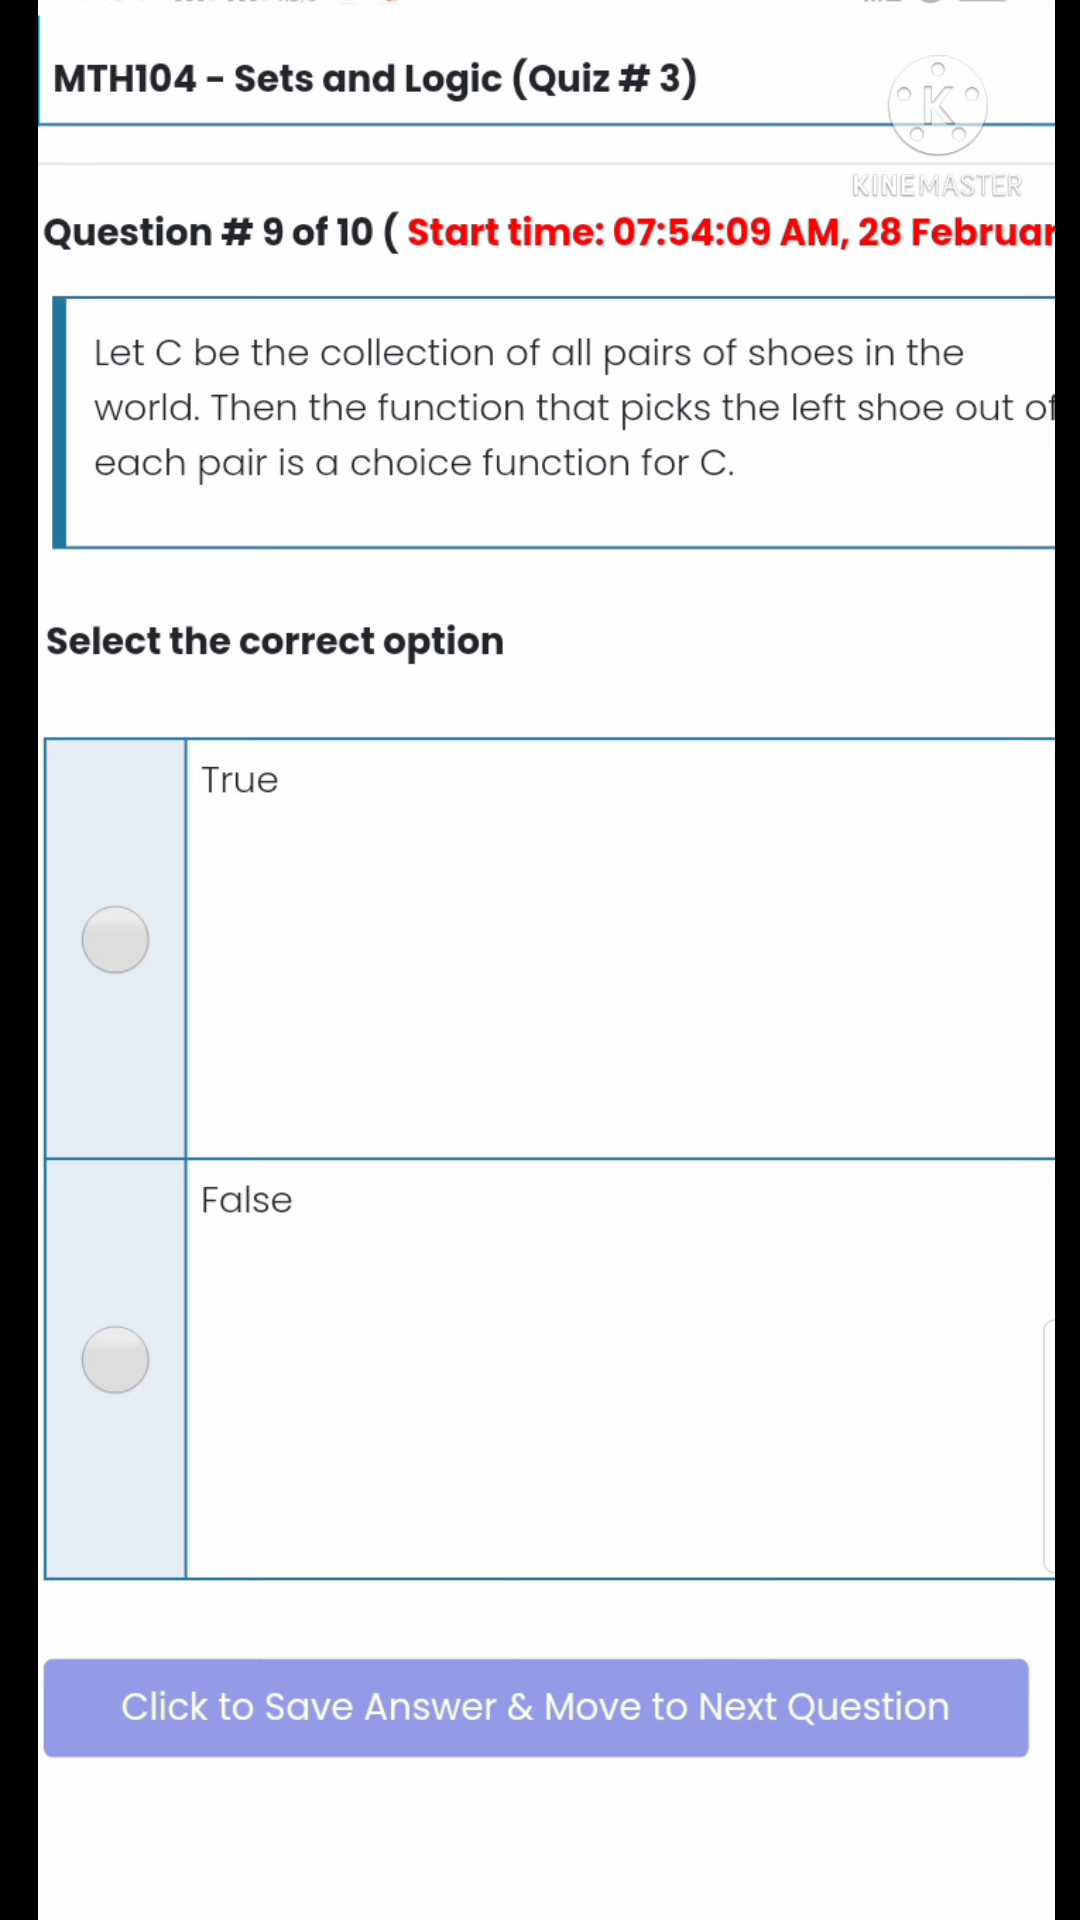 MTH104 - Sets and Logic (Quiz # 3)
K
KINEMASTER
Question # 9 of 10 ( Start time: 07:54:09 AM, 28 Februar
Let C be the collection of all pairs of shoes in the
world. Then the function that picks the left shoe out of
each pair is a choice function for C.
Select the correct option
True
False
Click to Save Answer & Move to Next Question